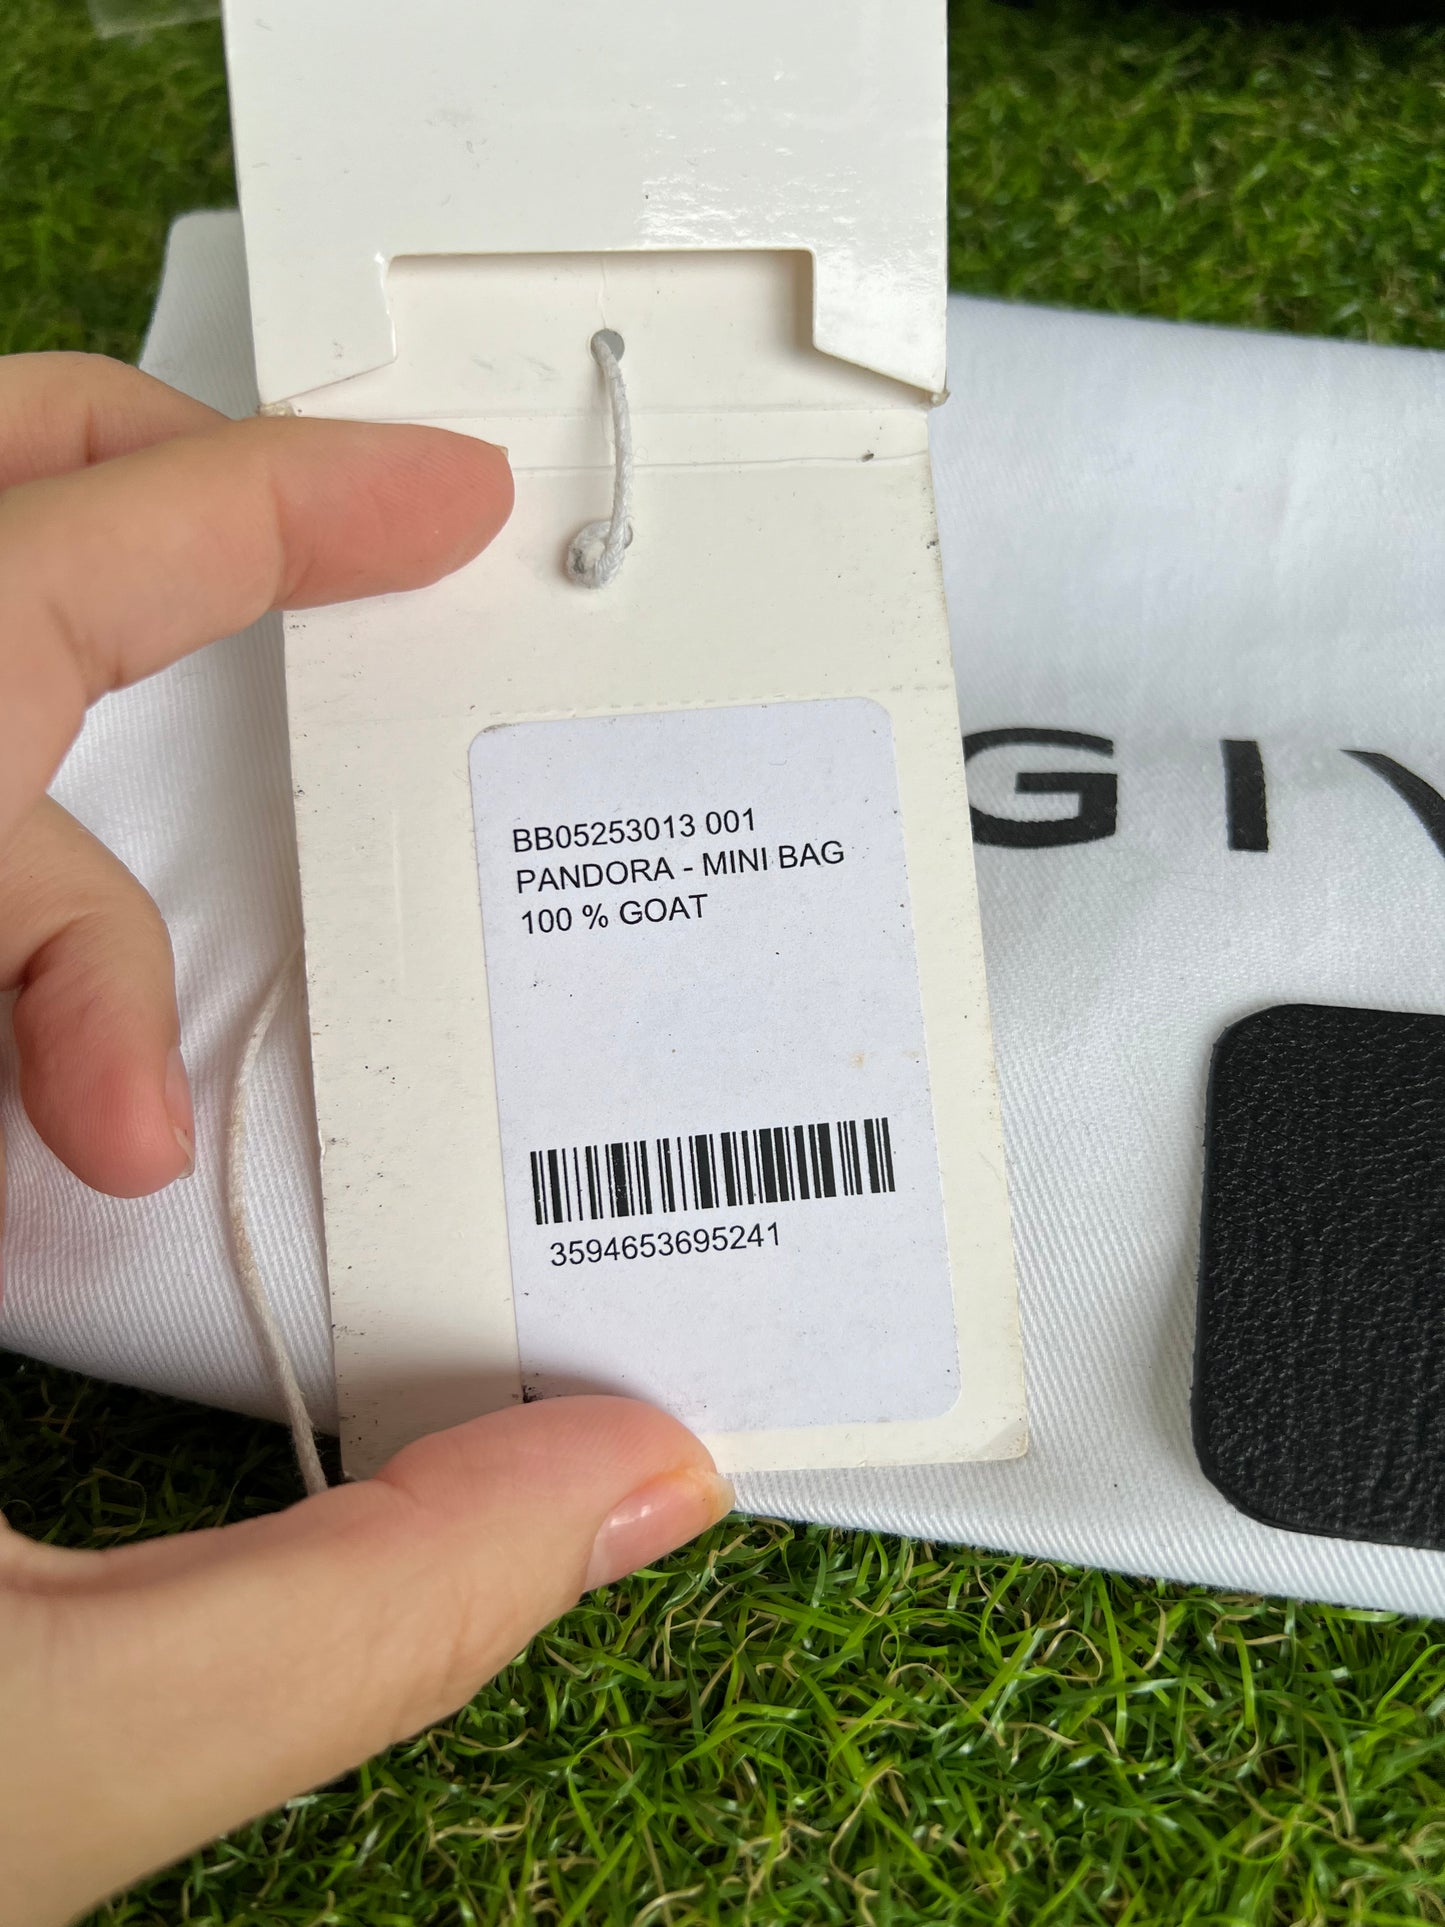 BB05253013 001
PANDORA - MINI BAG
100 % GOAT
3594653695241
GIV